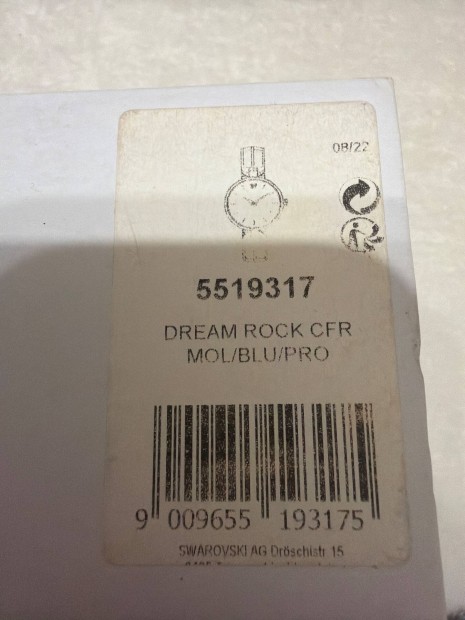 08/22
5519317
DREAM ROCK CFR
MOL/BLU/PRO
9 009655 193175
SWAROVSKI AG Dröschistr 15